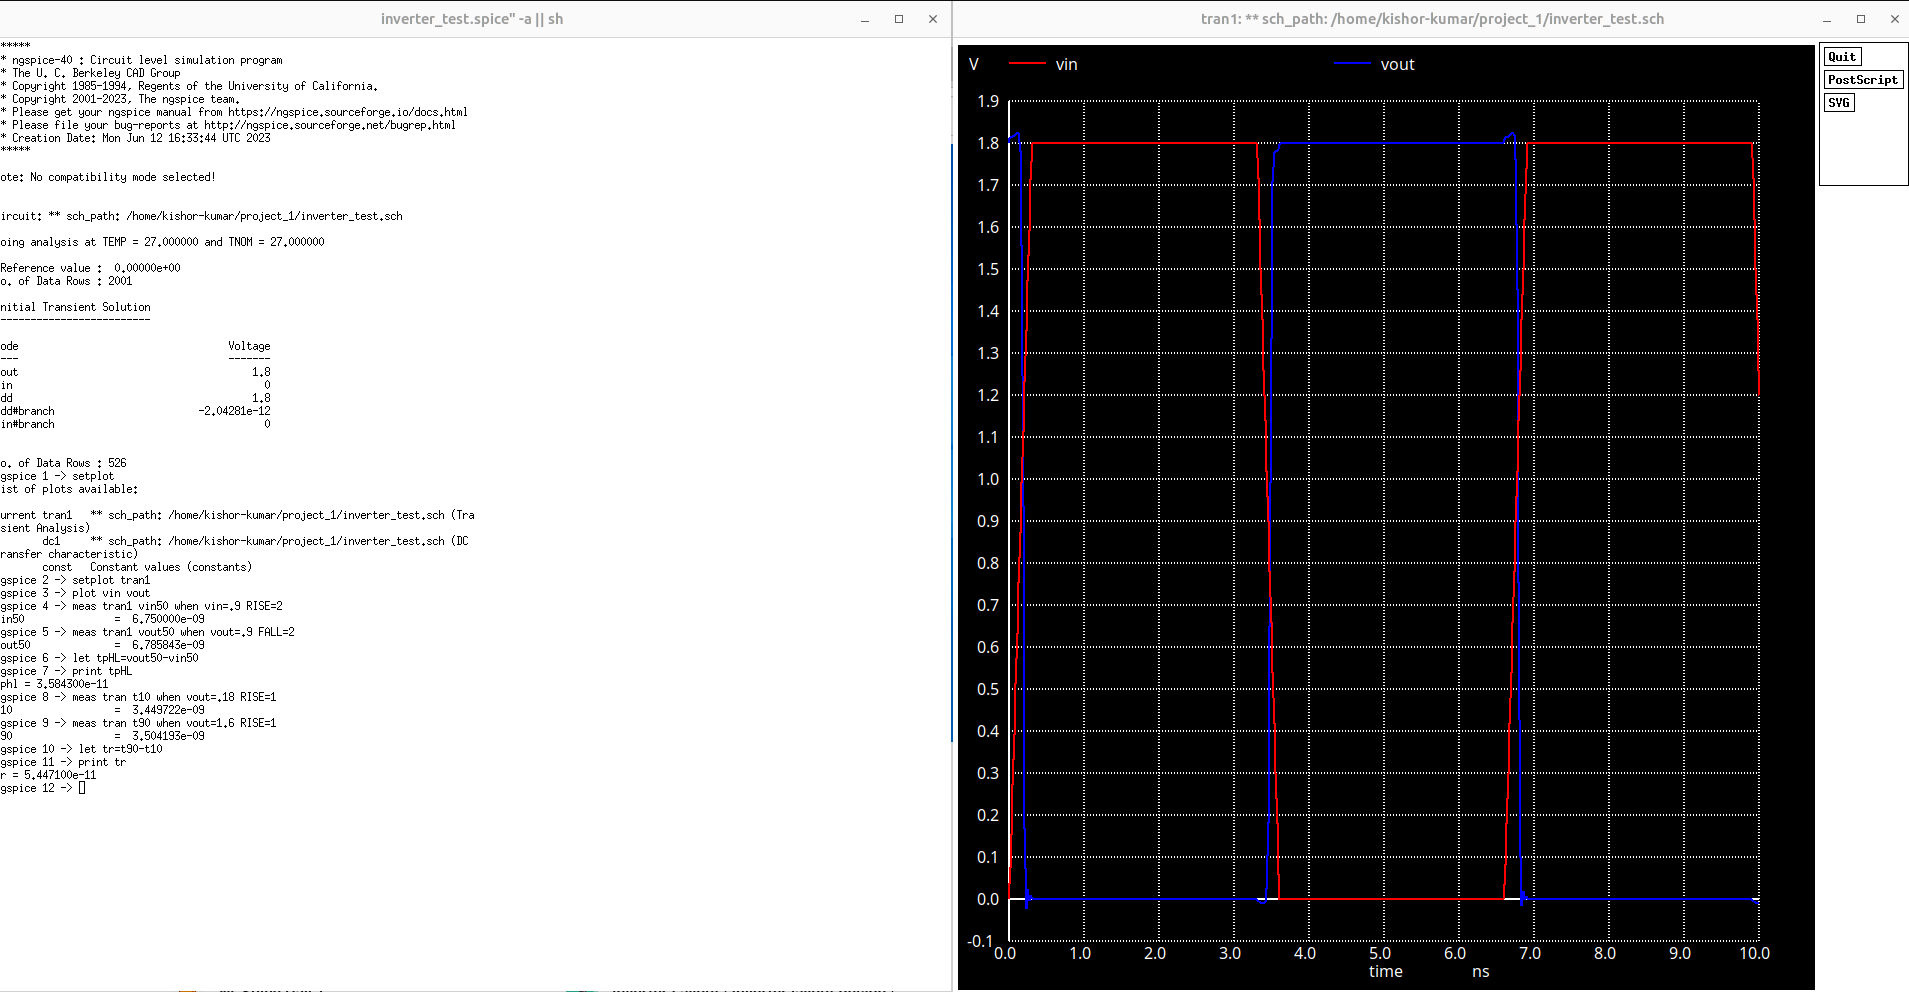 inverter_test.spice" -a || sh
*****
* ngspice-40 : Circuit level simulation program
* The U. C. Berkeley CAD Group
* Copyright 1985-1994, Regents of the University of California.
* Copyright 2001-2023, The ngspice team.
* Please get your ngspice manual from https://ngspice.sourceforge.io/docs.html
* Please file your bug-reports at http://ngspice.sourceforge.net/bugrep.html
* Creation Date: Mon Jun 12 16:33:44 UTC 2023
*****
ote: No compatibility mode selected!
ircuit: ** sch_path: /home/kishor-kumar/project_1/inverter_test.sch
oing analysis at TEMP = 27.000000 and TNOM = 27.000000
Reference value :  0.00000e+00
o. of Data Rows : 2001
nitial Transient Solution
-------------------------
ode Voltage
--- -------
out 1.8
in 0
dd 1.8
dd#branch -2.04281e-12
in#branch 0
o. of Data Rows : 526
gspice 1 -> setplot
ist of plots available:
urrent tran1 ** sch_path: /home/kishor-kumar/project_1/inverter_test.sch (Tra
sient Analysis)
dc1 ** sch_path: /home/kishor-kumar/project_1/inverter_test.sch (DC
ransfer characteristic)
const Constant values (constants)
gspice 2 -> setplot tran1
gspice 3 -> plot vin vout
gspice 4 -> meas tran1 vin50 when vin=.9 RISE=2
in50 = 6.750000e-09
gspice 5 -> meas tran1 vout50 when vout=.9 FALL=2
out50 = 6.785843e-09
gspice 6 -> let tpHL=vout50-vin50
gspice 7 -> print tpHL
phl = 3.584300e-11
gspice 8 -> meas tran t10 when vout=.18 RISE=1
10 = 3.449722e-09
gspice 9 -> meas tran t90 when vout=1.6 RISE=1
90 = 3.504193e-09
gspice 10 -> let tr=t90-t10
gspice 11 -> print tr
r = 5.447100e-11
gspice 12 ->
tran1: ** sch_path: /home/kishor-kumar/project_1/inverter_test.sch
V vin vout
1.9
1.8
1.7
1.6
1.5
1.4
1.3
1.2
1.1
1.0
0.9
0.8
0.7
0.6
0.5
0.4
0.3
0.2
0.1
0.0
-0.1
0.0 1.0 2.0 3.0 4.0 5.0 6.0 7.0 8.0 9.0 10.0
time ns
Quit
PostScript
SVG